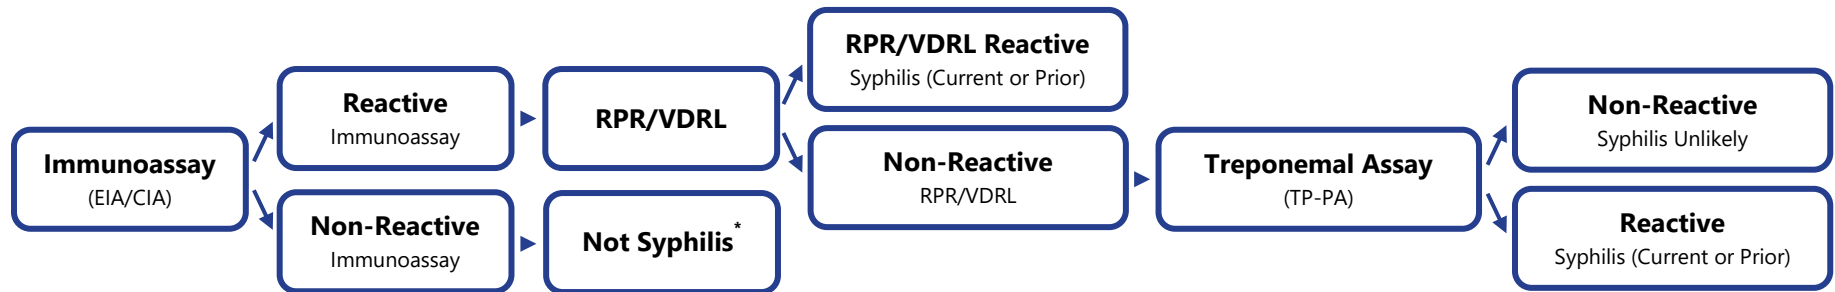 Immunoassay
(EIA/CIA)
Reactive
Immunoassay
Non-Reactive
Immunoassay
RPR/VDRL
Not Syphilis*
RPR/VDRL Reactive
Syphilis (Current or Prior)
Non-Reactive
RPR/VDRL
Treponemal Assay
(TP-PA)
Non-Reactive
Syphilis Unlikely
Reactive
Syphilis (Current or Prior)